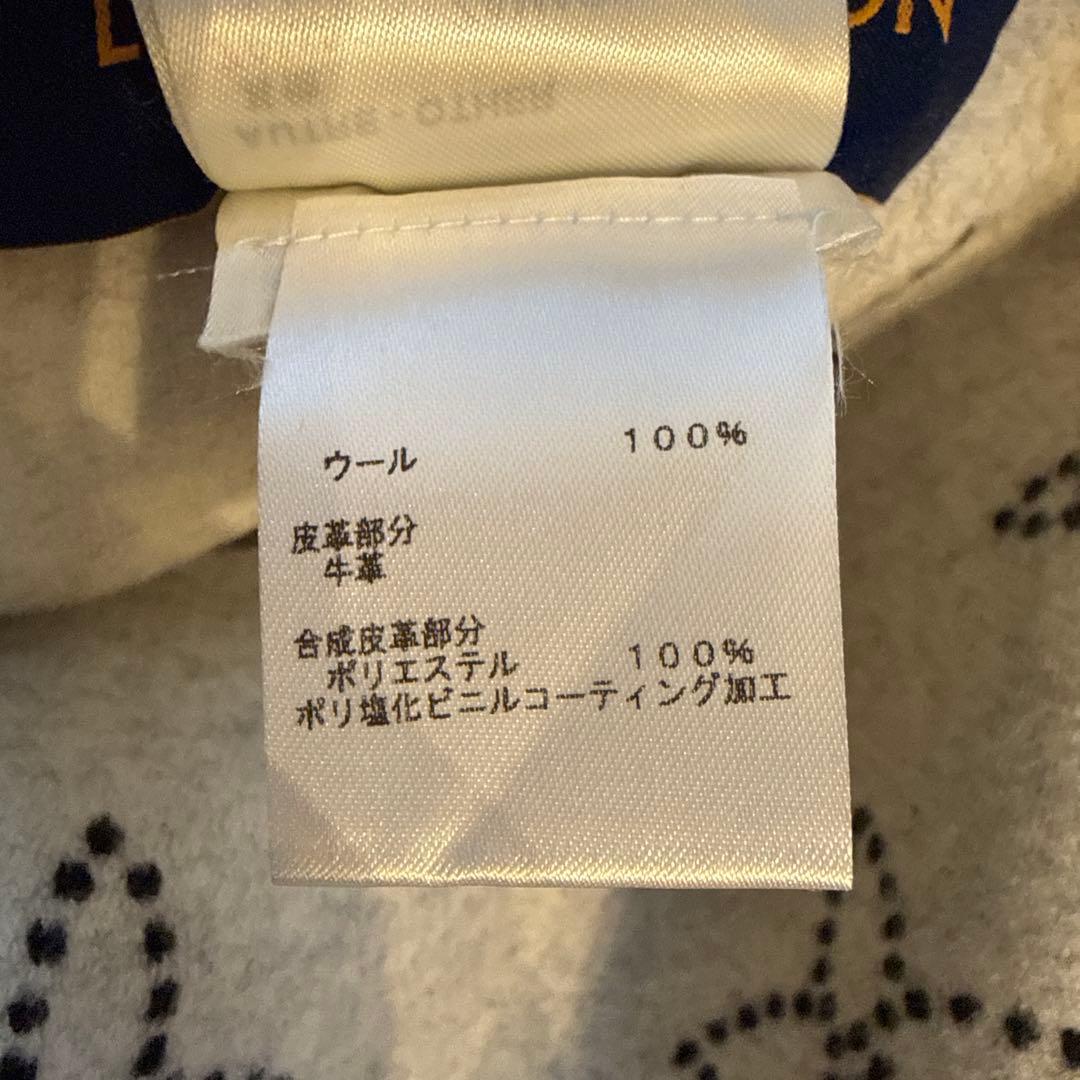 AUTRE - OTHER
ウール 100%
皮革部分
牛革
合成皮革部分
ポリエステル 100%
ポリ塩化ビニルコーティング加工